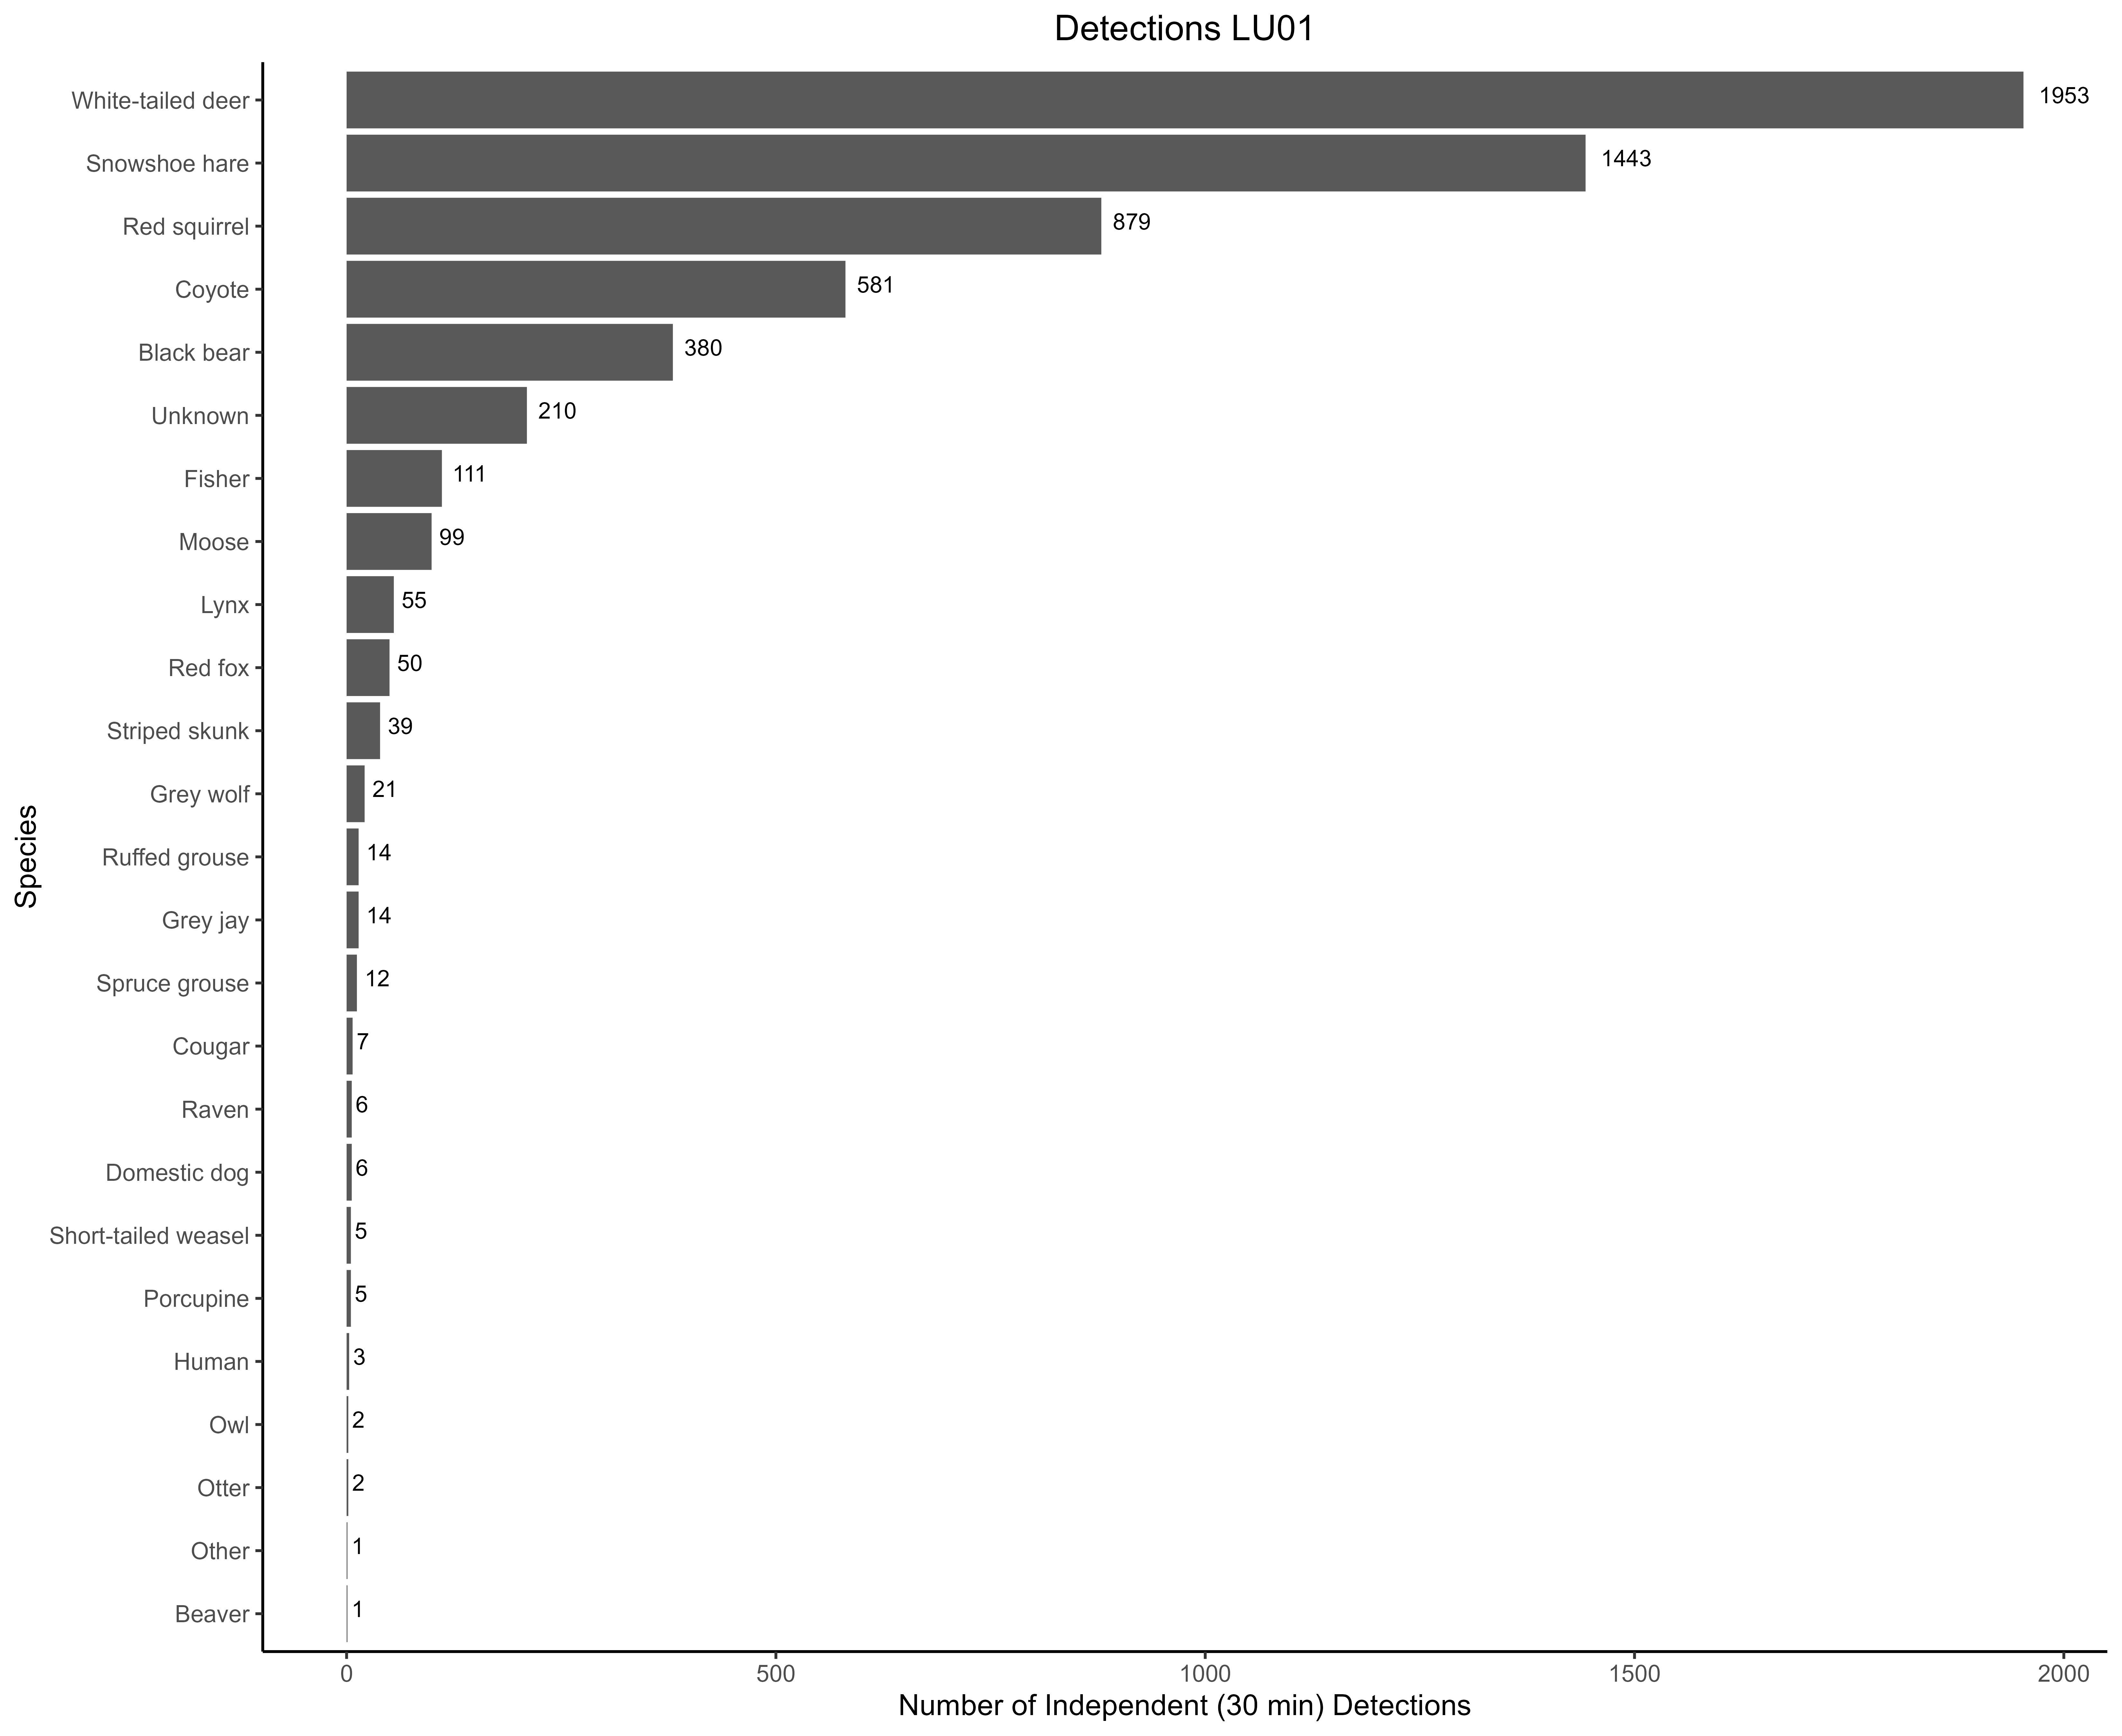 Detections LU01
White-tailed deer 1953
Snowshoe hare 1443
Red squirrel 879
Coyote 581
Black bear 380
Unknown 210
Fisher 111
Moose 99
Lynx 55
Red fox 50
Striped skunk 39
Grey wolf 21
Ruffed grouse 14
Grey jay 14
Spruce grouse 12
Cougar 7
Raven 6
Domestic dog 6
Short-tailed weasel 5
Porcupine 5
Human 3
Owl 2
Otter 2
Other 1
Beaver 1
Species
0 500 1000 1500 2000
Number of Independent (30 min) Detections